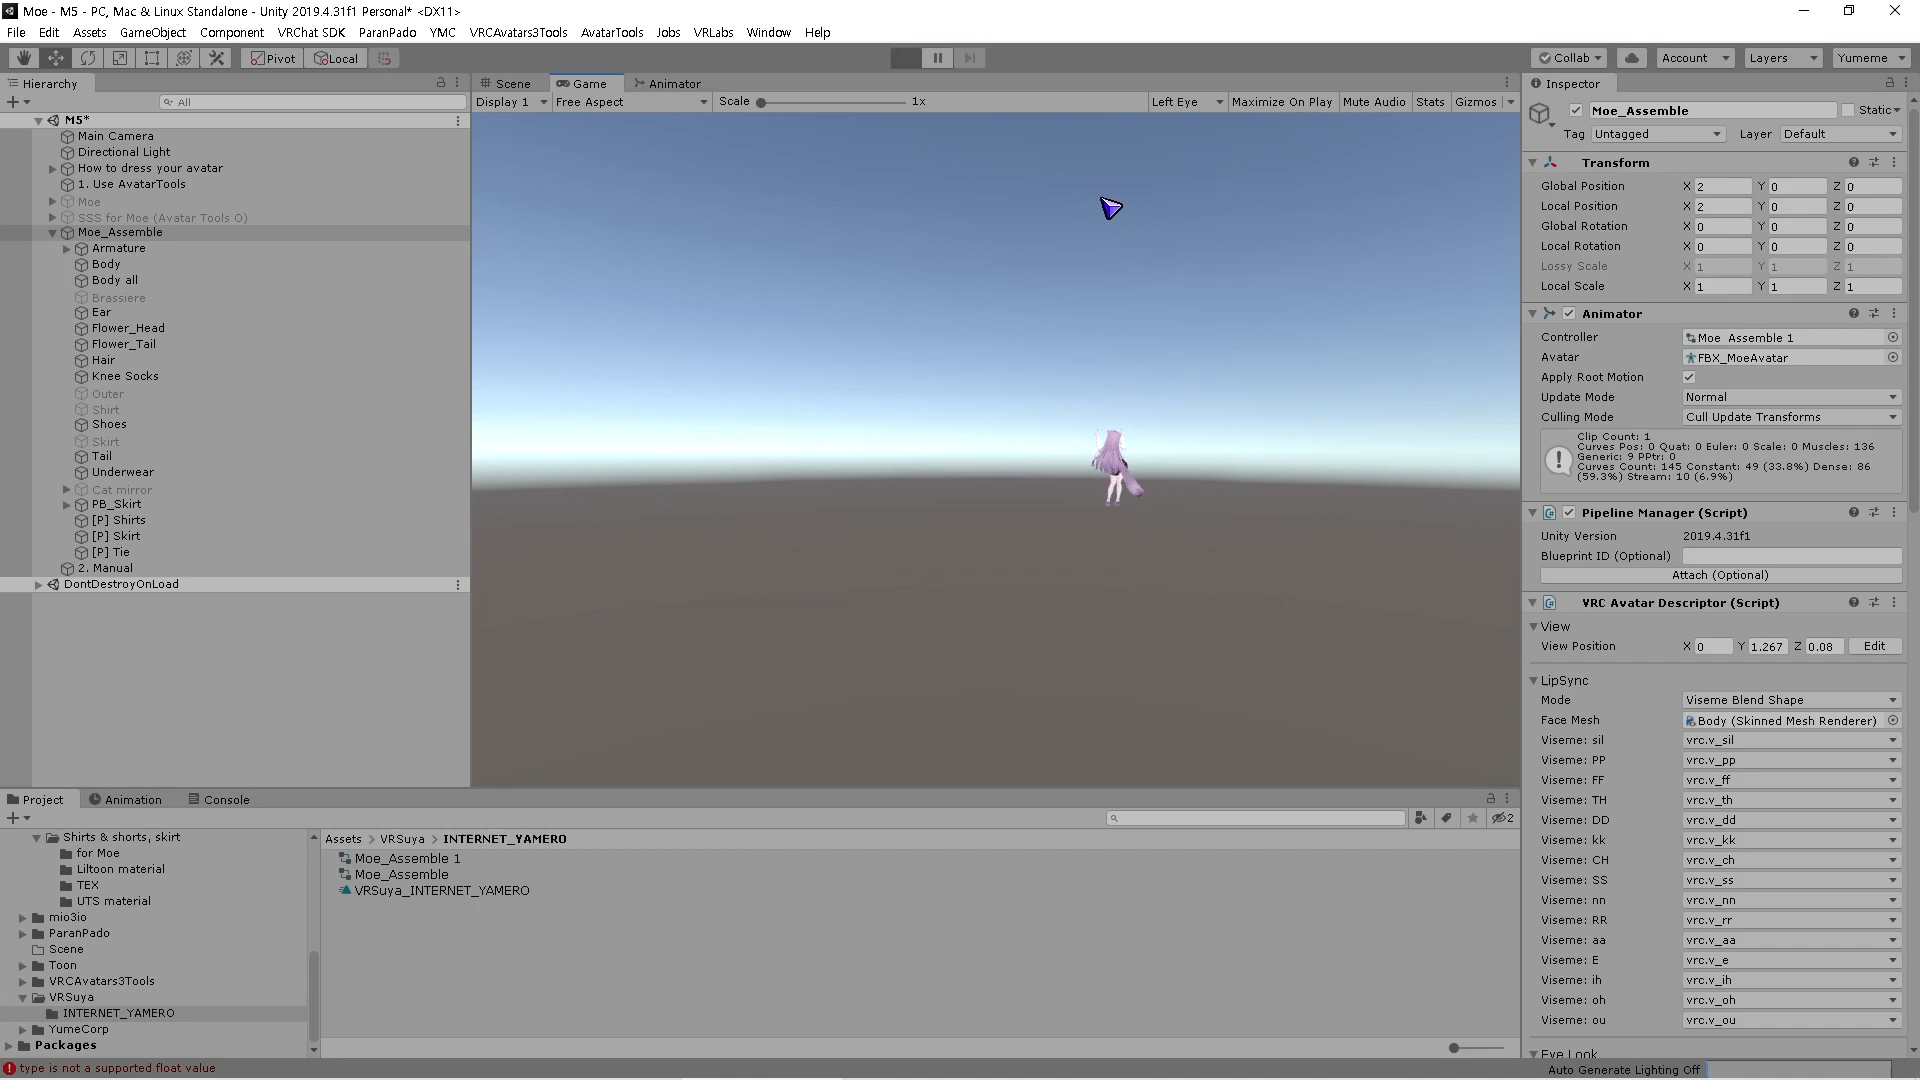 Moe - M5 - PC, Mac & Linux Standalone - Unity 2019.4.31f1 Personal* <DX11>
File Edit Assets GameObject Component VRChat SDK ParanPado YMC VRCAvatars3Tools AvatarTools Jobs VRLabs Window Help
Pivot Local Collab Account Layers Yumeme
Hierarchy Scene Game Animator Inspector
All
Display 1 Free Aspect Scale 1x Left Eye Maximize On Play Mute Audio Stats Gizmos
M5*
Main Camera
Directional Light
How to dress your avatar
1. Use AvatarTools
Moe
SSS for Moe (Avatar Tools O)
Moe_Assemble
Armature
Body
Body all
Brassiere
Ear
Flower_Head
Flower_Tail
Hair
Knee Socks
Outer
Shirt
Shoes
Skirt
Tail
Underwear
Cat mirror
PB_Skirt
[P] Shirts
[P] Skirt
[P] Tie
2. Manual
DontDestroyOnLoad
Moe_Assemble Static
Tag Untagged Layer Default
Transform
Global Position X 2 Y 0 Z 0
Local Position X 2 Y 0 Z 0
Global Rotation X 0 Y 0 Z 0
Local Rotation X 0 Y 0 Z 0
Lossy Scale X 1 Y 1 Z 1
Local Scale X 1 Y 1 Z 1
Animator
Controller Moe_Assemble 1
Avatar FBX_MoeAvatar
Apply Root Motion
Update Mode Normal
Culling Mode Cull Update Transforms
Clip Count: 1
Curves Pos: 0 Quat: 0 Euler: 0 Scale: 0 Muscles: 136
Generic: 9 PPtr: 0
Curves Count: 145 Constant: 49 (33.8%) Dense: 86
(59.3%) Stream: 10 (6.9%)
Pipeline Manager (Script)
Unity Version 2019.4.31f1
Blueprint ID (Optional)
Attach (Optional)
VRC Avatar Descriptor (Script)
View
View Position X 0 Y 1.267 Z 0.08 Edit
LipSync
Mode Viseme Blend Shape
Face Mesh Body (Skinned Mesh Renderer)
Viseme: sil vrc.v_sil
Viseme: PP vrc.v_pp
Viseme: FF vrc.v_ff
Viseme: TH vrc.v_th
Viseme: DD vrc.v_dd
Viseme: kk vrc.v_kk
Viseme: CH vrc.v_ch
Viseme: SS vrc.v_ss
Viseme: nn vrc.v_nn
Viseme: RR vrc.v_rr
Viseme: aa vrc.v_aa
Viseme: E vrc.v_e
Viseme: ih vrc.v_ih
Viseme: oh vrc.v_oh
Viseme: ou vrc.v_ou
Eye Look
Project Animation Console
2
Shirts & shorts, skirt
for Moe
Liltoon material
TEX
UTS material
mio3io
ParanPado
Scene
Toon
VRCAvatars3Tools
VRSuya
INTERNET_YAMERO
YumeCorp
Packages
Assets > VRSuya > INTERNET_YAMERO
Moe_Assemble 1
Moe_Assemble
VRSuya_INTERNET_YAMERO
type is not a supported float value
Auto Generate Lighting Off